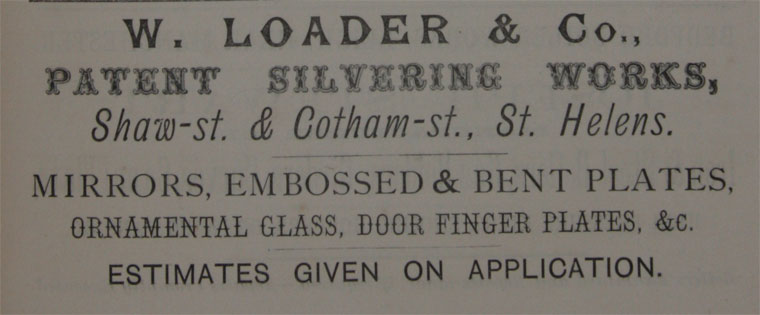 W. LOADER & Co.,
PATENT SILVERING WORKS,
Shaw-st. & Cotham-st., St. Helens.
MIRRORS, EMBOSSED & BENT PLATES,
ORNAMENTAL GLASS, DOOR FINGER PLATES, &c.
ESTIMATES GIVEN ON APPLICATION.